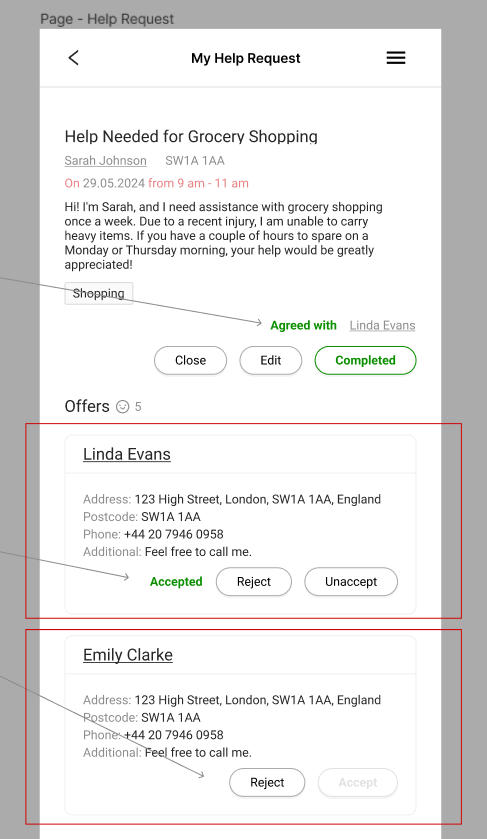 Page - Help Request
My Help Request
Help Needed for Grocery Shopping
Sarah Johnson SW1A 1AA
On 29.05.2024 from 9 am - 11 am
Hi! I'm Sarah, and I need assistance with grocery shopping
once a week. Due to a recent injury, I am unable to carry
heavy items. If you have a couple of hours to spare on a
Monday or Thursday morning, your help would be greatly
appreciated!
Shopping
Agreed with Linda Evans
Close Edit Completed
Offers 5
Linda Evans
Address: 123 High Street, London, SW1A 1AA, England
Postcode: SW1A 1AA
Phone: +44 20 7946 0958
Additional: Feel free to call me.
Accepted Reject Unaccept
Emily Clarke
Address: 123 High Street, London, SW1A 1AA, England
Postcode: SW1A 1AA
Phone: +44 20 7946 0958
Additional: Feel free to call me.
Reject Accept